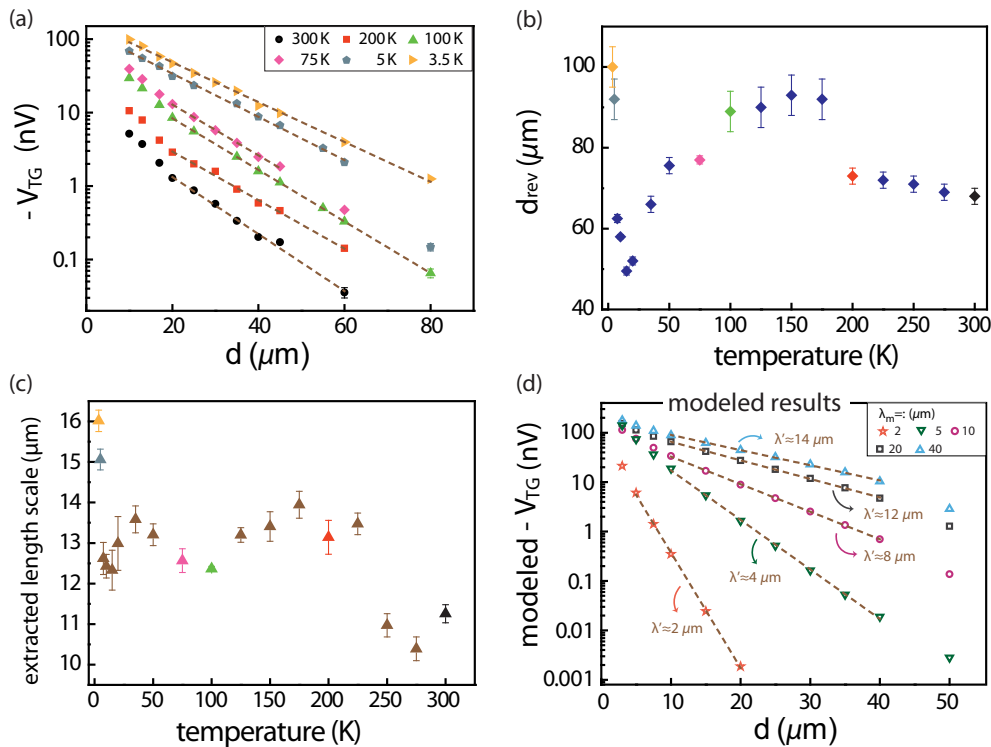 (a)
100
10
1
0.1
- V_TG (nV)
300 K 200 K 100 K
75 K 5 K 3.5 K
0 20 40 60 80
d (μm)
(b)
100
80
60
40
d_rev (μm)
0 50 100 150 200 250 300
temperature (K)
(c)
16
15
14
13
12
11
10
extracted length scale (μm)
0 50 100 150 200 250 300
temperature (K)
(d)
modeled results
100
10
1
0.1
0.01
0.001
modeled - V_TG (nV)
λ_m=: (μm)
2 5 10
20 40
λ'≈14 μm
λ'≈12 μm
λ'≈8 μm
λ'≈4 μm
λ'≈2 μm
0 10 20 30 40 50
d (μm)